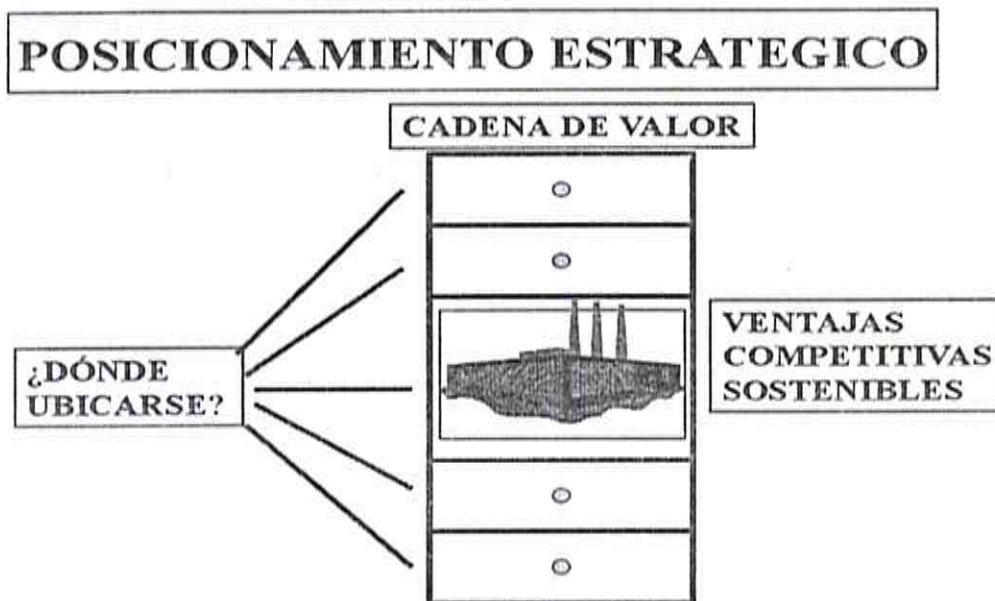 POSICIONAMIENTO ESTRATEGICO
CADENA DE VALOR
¿DÓNDE
UBICARSE?
VENTAJAS
COMPETITIVAS
SOSTENIBLES